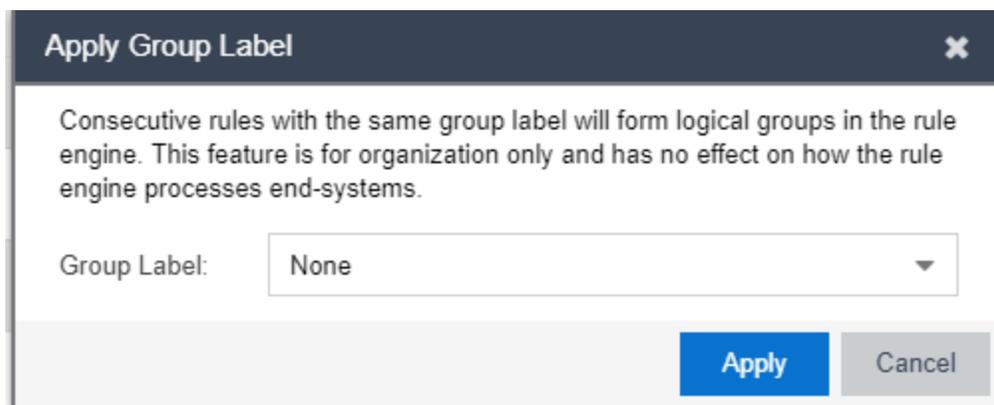 Apply Group Label
Consecutive rules with the same group label will form logical groups in the rule
engine. This feature is for organization only and has no effect on how the rule
engine processes end-systems.
Group Label: None
Apply Cancel